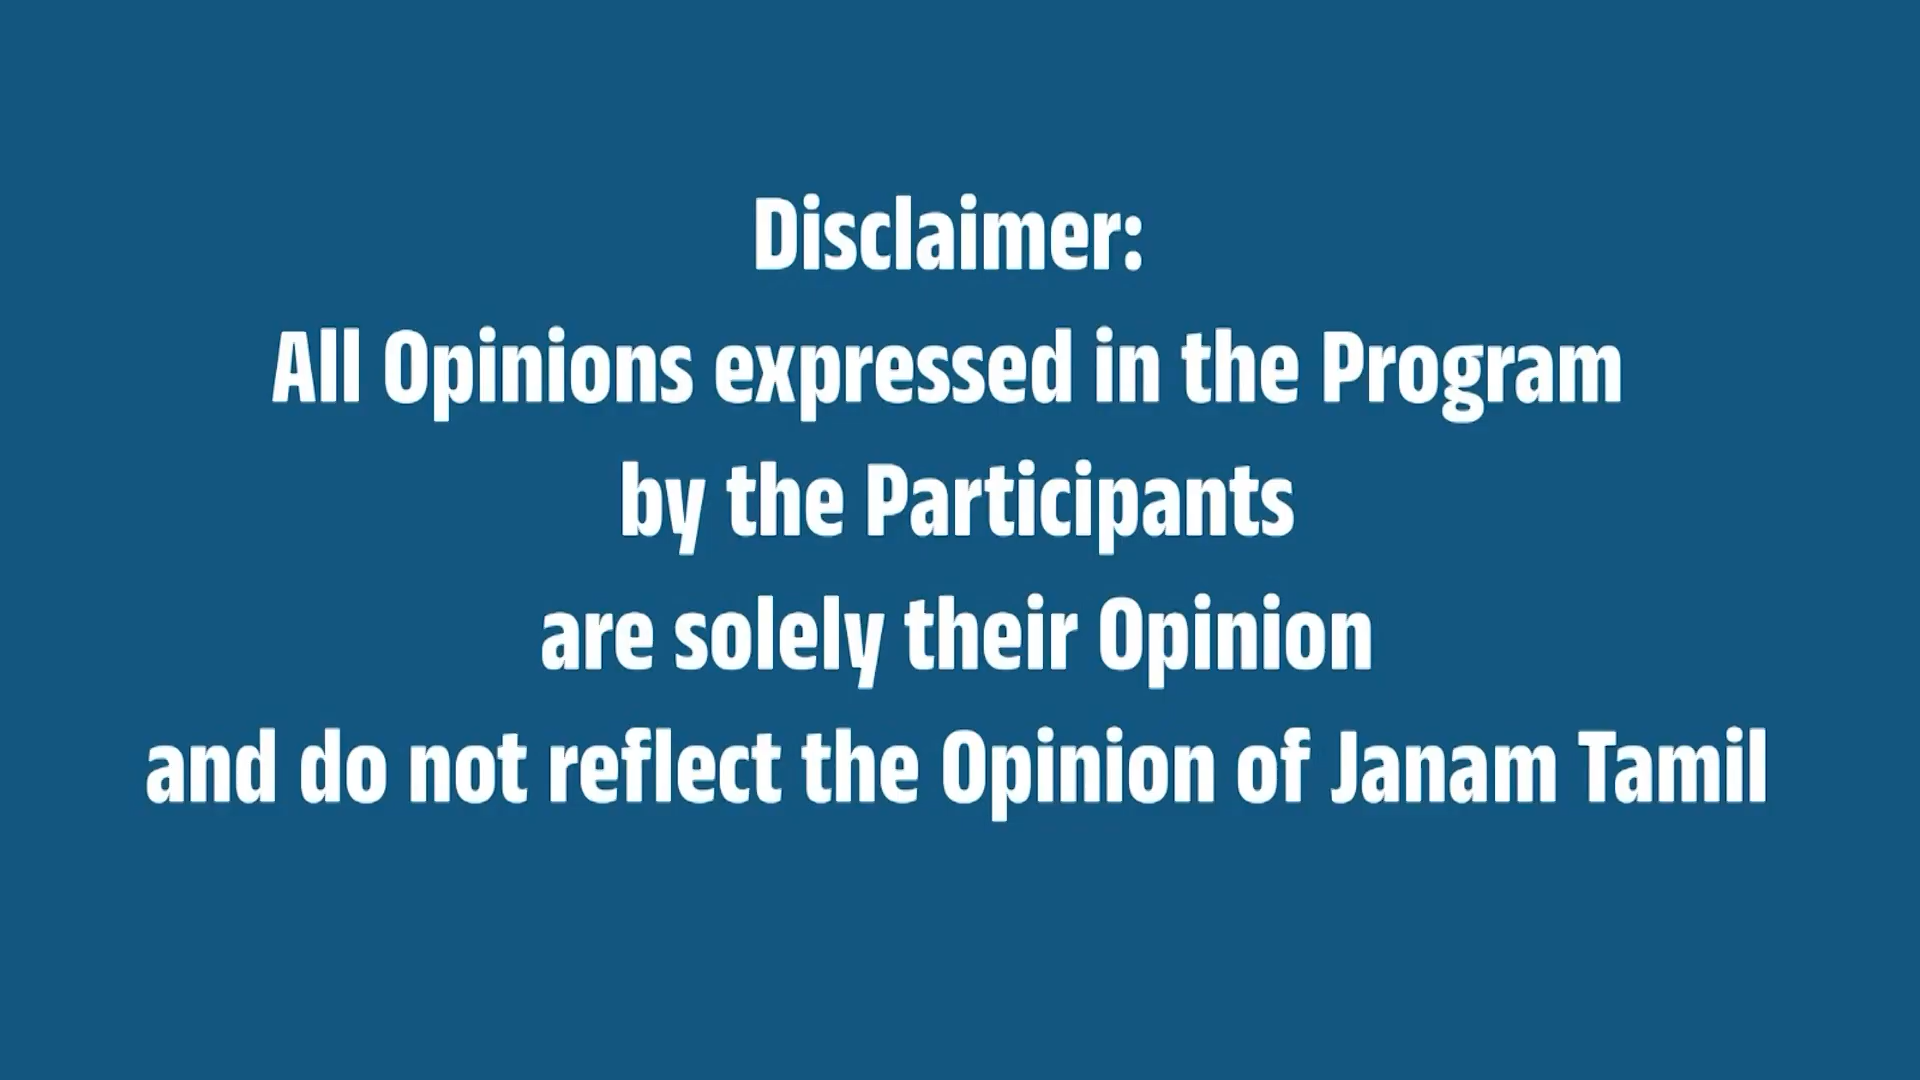 Disclaimer:
All Opinions expressed in the Program
by the Participants
are solely their Opinion
and do not reflect the Opinion of Janam Tamil